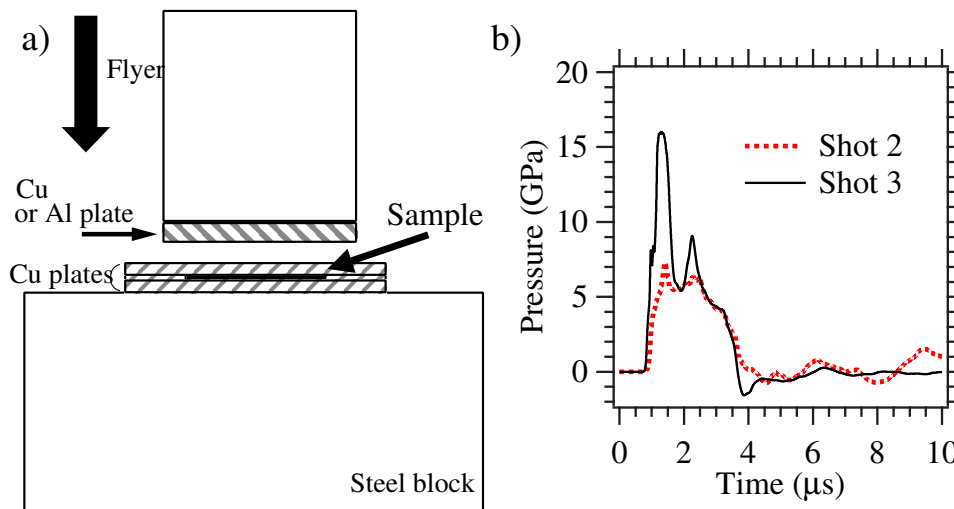 a)
Flyer
Cu
or Al plate
Sample
Cu plates
Steel block
b)
Pressure (GPa)
20
15
10
5
0
Shot 2
Shot 3
0 2 4 6 8 10
Time (μs)